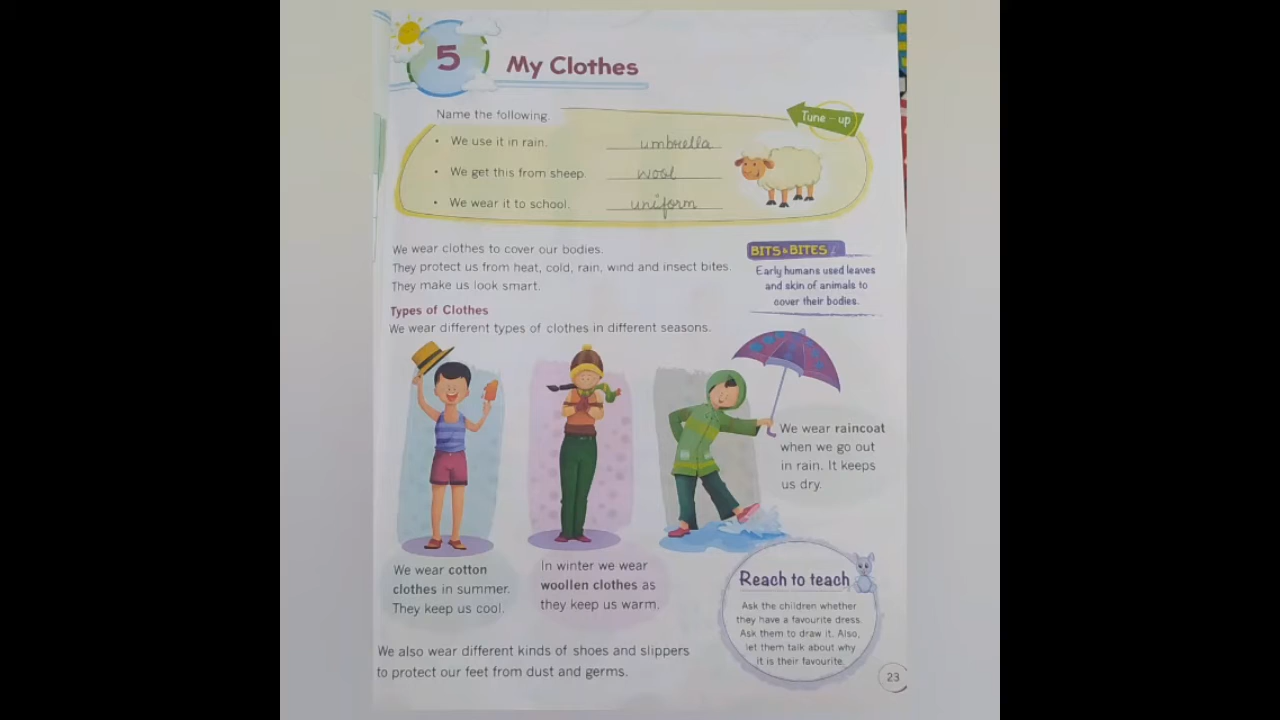 5
My Clothes
Name the following.
Tune - up
• We use it in rain. umbrella
• We get this from sheep. wool
• We wear it to school. uniform
We wear clothes to cover our bodies.
They protect us from heat, cold, rain, wind and insect bites.
They make us look smart.
BITS & BITES
Early humans used leaves
and skin of animals to
cover their bodies.
Types of Clothes
We wear different types of clothes in different seasons.
We wear raincoat
when we go out
in rain. It keeps
us dry.
We wear cotton
clothes in summer.
They keep us cool.
In winter we wear
woollen clothes as
they keep us warm.
Reach to teach
Ask the children whether
they have a favourite dress.
Ask them to draw it. Also,
let them talk about why
it is their favourite.
We also wear different kinds of shoes and slippers
to protect our feet from dust and germs.
23